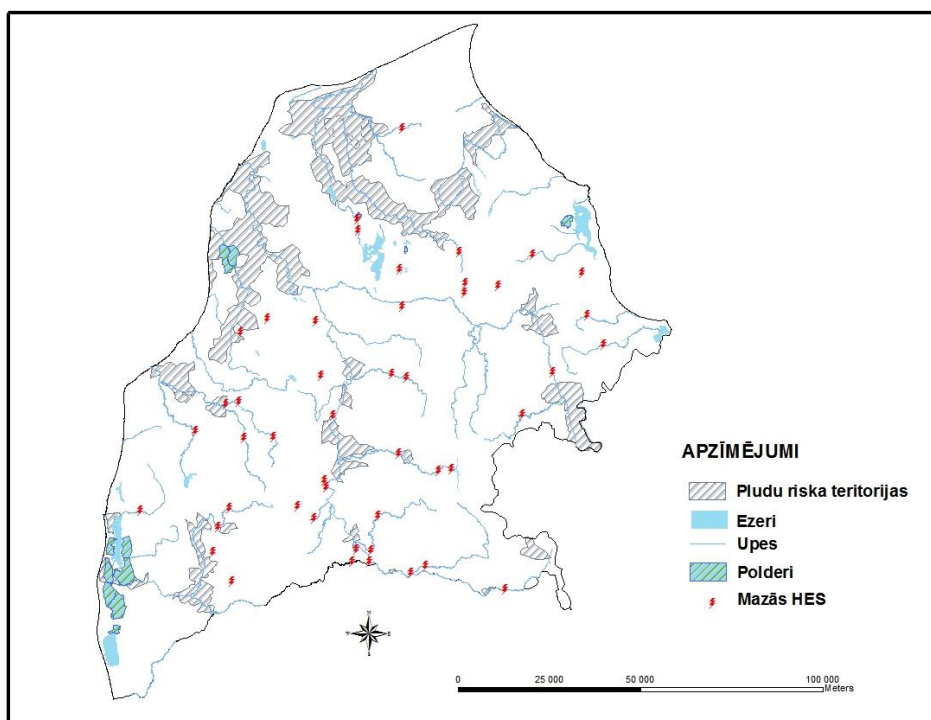 APZĪMĒJUMI
Pludu riska teritorijas
Ezeri
Upes
Polderi
Mazās HES
N
W E
S
0 25 000 50 000 100 000
Meters